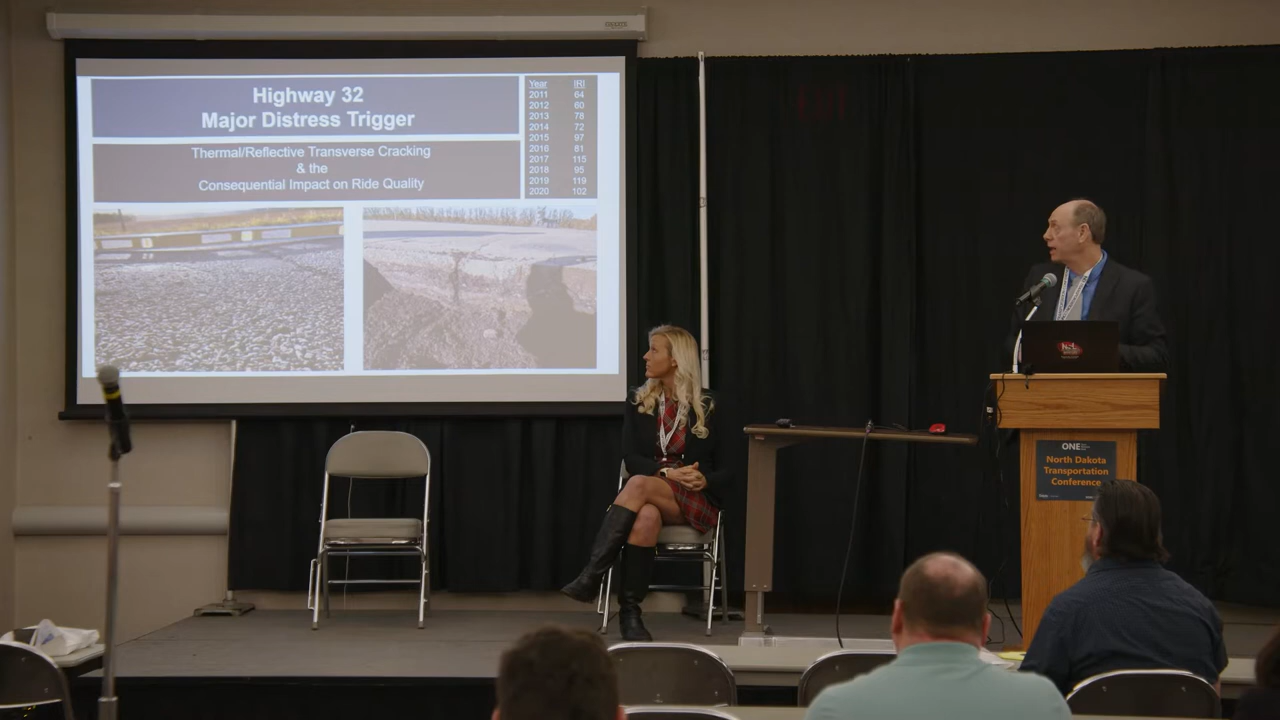 Highway 32
Major Distress Trigger
Thermal/Reflective Transverse Cracking
& the
Consequential Impact on Ride Quality
Year IRI
2011 64
2012 60
2013 78
2014 72
2015 97
2016 81
2017 115
2018 95
2019 119
2020 102
ONE
North Dakota
Transportation
Conference